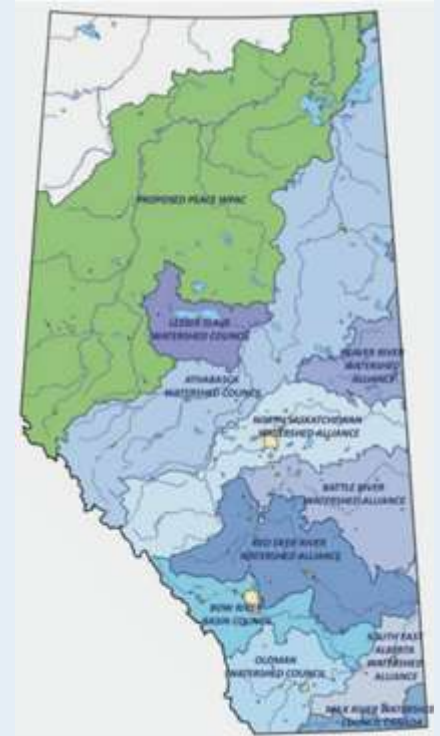 PROPOSED PEACE WPAC
LESSER SLAVE
WATERSHED COUNCIL
BEAVER RIVER
WATERSHED
ALLIANCE
ATHABASCA
WATERSHED COUNCIL
NORTH SASKATCHEWAN
WATERSHED ALLIANCE
BATTLE RIVER
WATERSHED ALLIANCE
RED DEER RIVER
WATERSHED ALLIANCE
BOW RIVER
BASIN COUNCIL
SOUTH EAST
ALBERTA
WATERSHED
ALLIANCE
OLDMAN
WATERSHED COUNCIL
MILK RIVER WATERSHED
COUNCIL CANADA